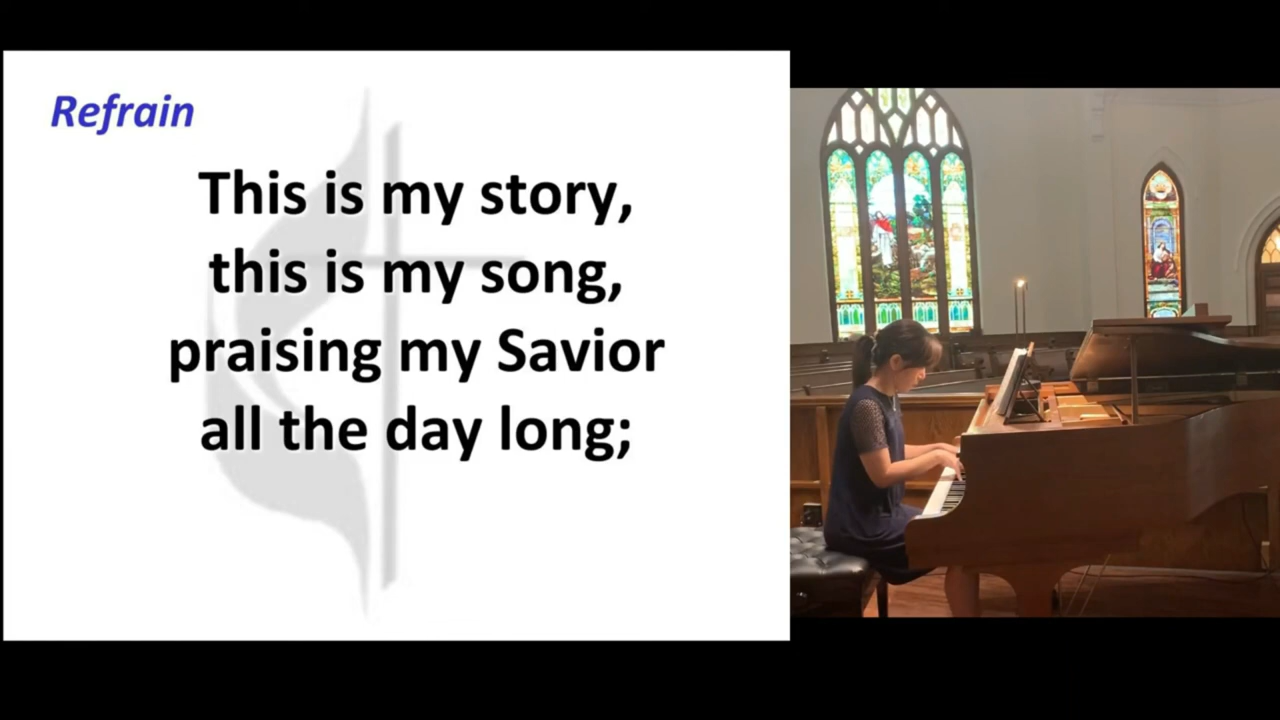 Refrain
This is my story,
this is my song,
praising my Savior
all the day long;